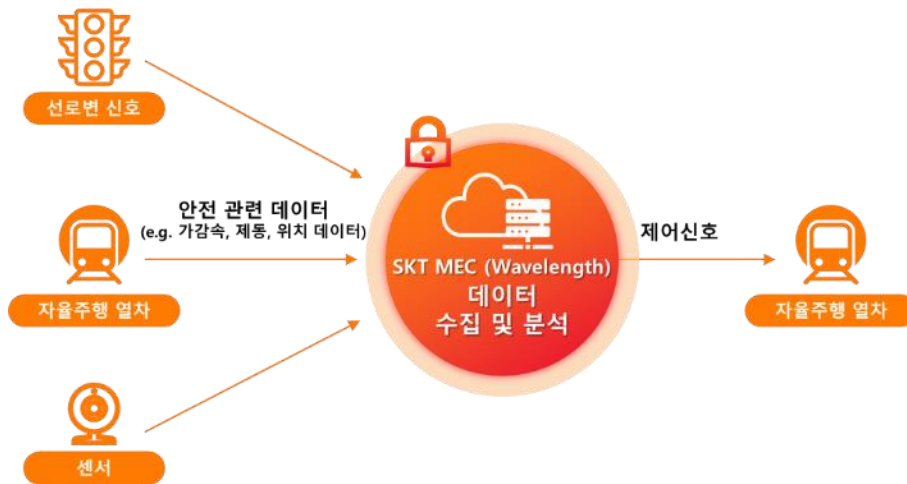 선로변 신호
안전 관련 데이터
(e.g. 가감속, 제동, 위치 데이터)
자율주행 열차
센서
SKT MEC (Wavelength)
데이터
수집 및 분석
제어신호
자율주행 열차